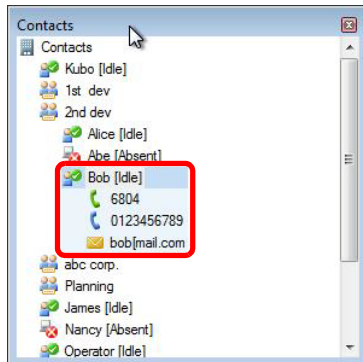 Contacts
Contacts
Kubo [Idle]
1st dev
2nd dev
Alice [Idle]
Abe [Absent]
Bob [Idle]
6804
0123456789
bob[mail.com
abc corp.
Planning
James [Idle]
Nancy [Absent]
Operator [Idle]